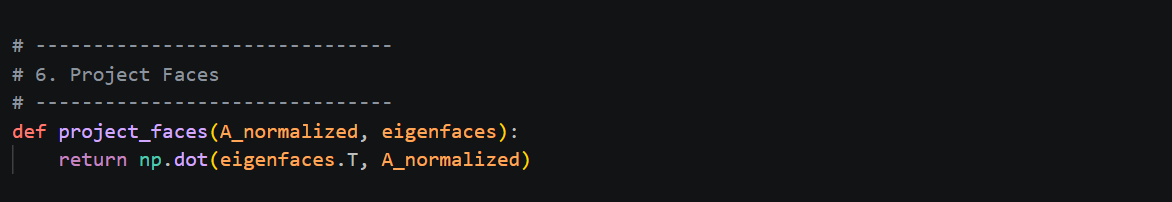 # -------------------------------
# 6. Project Faces
# -------------------------------
def project_faces(A_normalized, eigenfaces):
    return np.dot(eigenfaces.T, A_normalized)